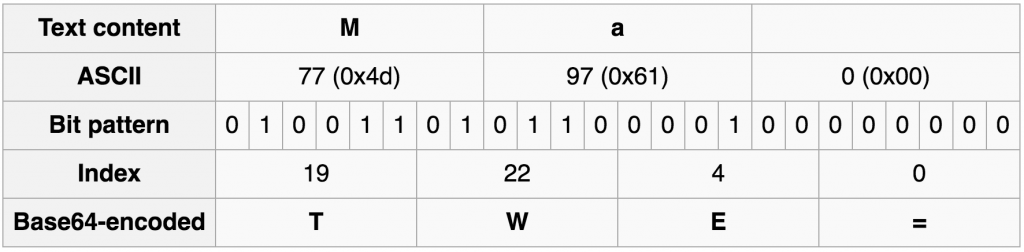 Text content M a
ASCII 77 (0x4d) 97 (0x61) 0 (0x00)
Bit pattern 0 1 0 0 1 1 0 1 0 1 1 0 0 0 0 1 0 0 0 0 0 0 0 0
Index 19 22 4 0
Base64-encoded T W E =